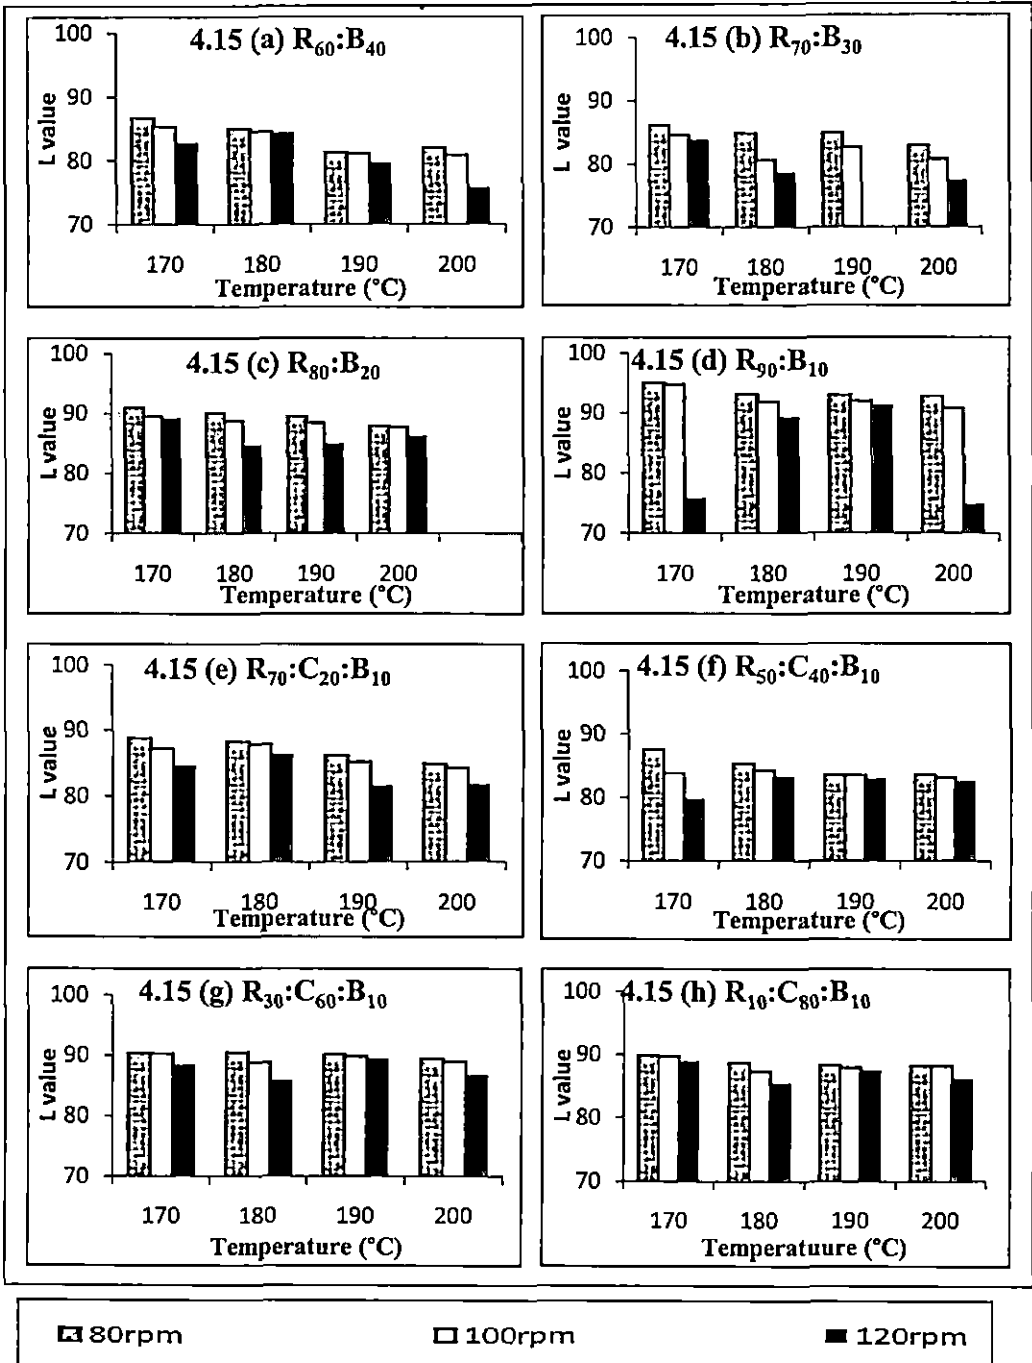 4.15 (a) R60:B40
100
90
80
70
L value
170 180 190 200
Temperature (°C)
4.15 (b) R70:B30
100
90
80
70
L value
170 180 190 200
Temperature (°C)
4.15 (c) R80:B20
100
90
80
70
L value
170 180 190 200
Temperature (°C)
4.15 (d) R90:B10
100
90
80
70
L value
170 180 190 200
Temperature (°C)
4.15 (e) R70:C20:B10
100
90
80
70
L value
170 180 190 200
Temperature (°C)
4.15 (f) R50:C40:B10
100
90
80
70
L value
170 180 190 200
Temperature (°C)
4.15 (g) R30:C60:B10
100
90
80
70
L value
170 180 190 200
Temperature (°C)
4.15 (h) R10:C80:B10
100
90
80
70
L value
170 180 190 200
Temperatuure (°C)
80rpm 100rpm 120rpm